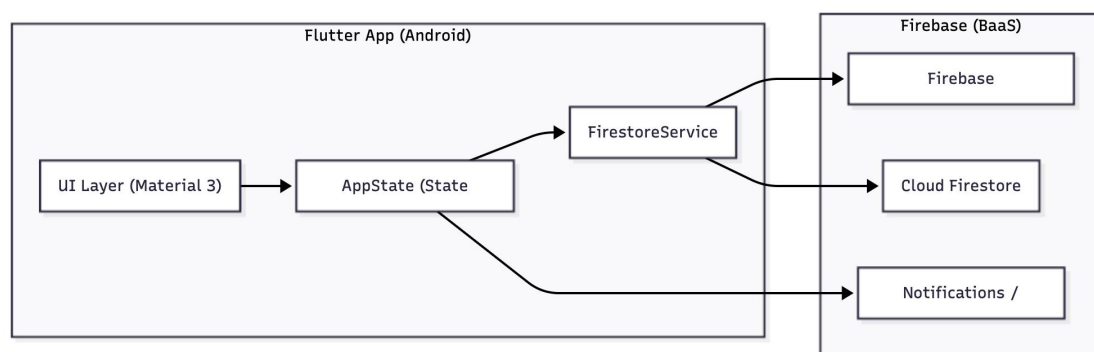 Flutter App (Android)
Firebase (BaaS)
Firebase
FirestoreService
UI Layer (Material 3)
AppState (State
Cloud Firestore
Notifications /